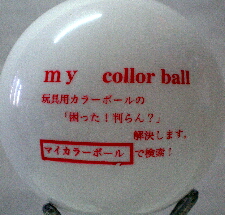 my collor ball
玩具用カラーボールの
「困った！判らん？」
解決します。
マイカラーボール で検索！